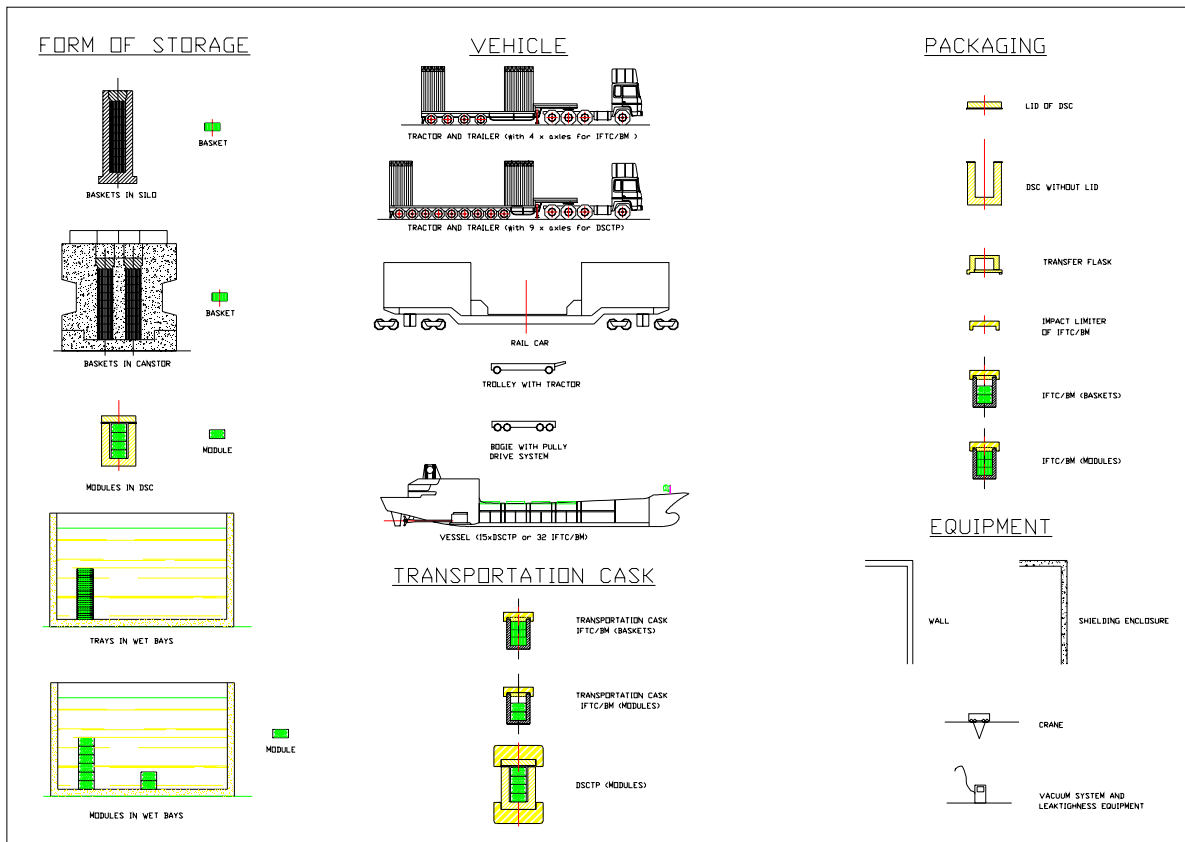 FORM OF STORAGE
BASKET
BASKETS IN SILO
BASKET
BASKETS IN CANSTOR
MODULE
MODULES IN DSC
TRAYS IN WET BAYS
MODULE
MODULES IN WET BAYS
VEHICLE
TRACTOR AND TRAILER (With 4 x axles for IFTC/BM )
TRACTOR AND TRAILER (With 9 x axles for DSCTP)
RAIL CAR
TROLLEY WITH TRACTOR
BOGIE WITH PULLY
DRIVE SYSTEM
VESSEL (15xDSCTP or 32 IFTC/BM)
TRANSPORTATION CASK
TRANSPORTATION CASK
IFTC/BM (BASKETS)
TRANSPORTATION CASK
IFTC/BM (MODULES)
DSCTP (MODULES)
PACKAGING
LID OF DSC
DSC WITHOUT LID
TRANSFER FLASK
IMPACT LIMITER
OF IFTC/BM
IFTC/BM (BASKETS)
IFTC/BM (MODULES)
EQUIPMENT
WALL
SHIELDING ENCLOSURE
CRANE
VACUUM SYSTEM AND
LEAKTIGHNESS EQUIPMENT